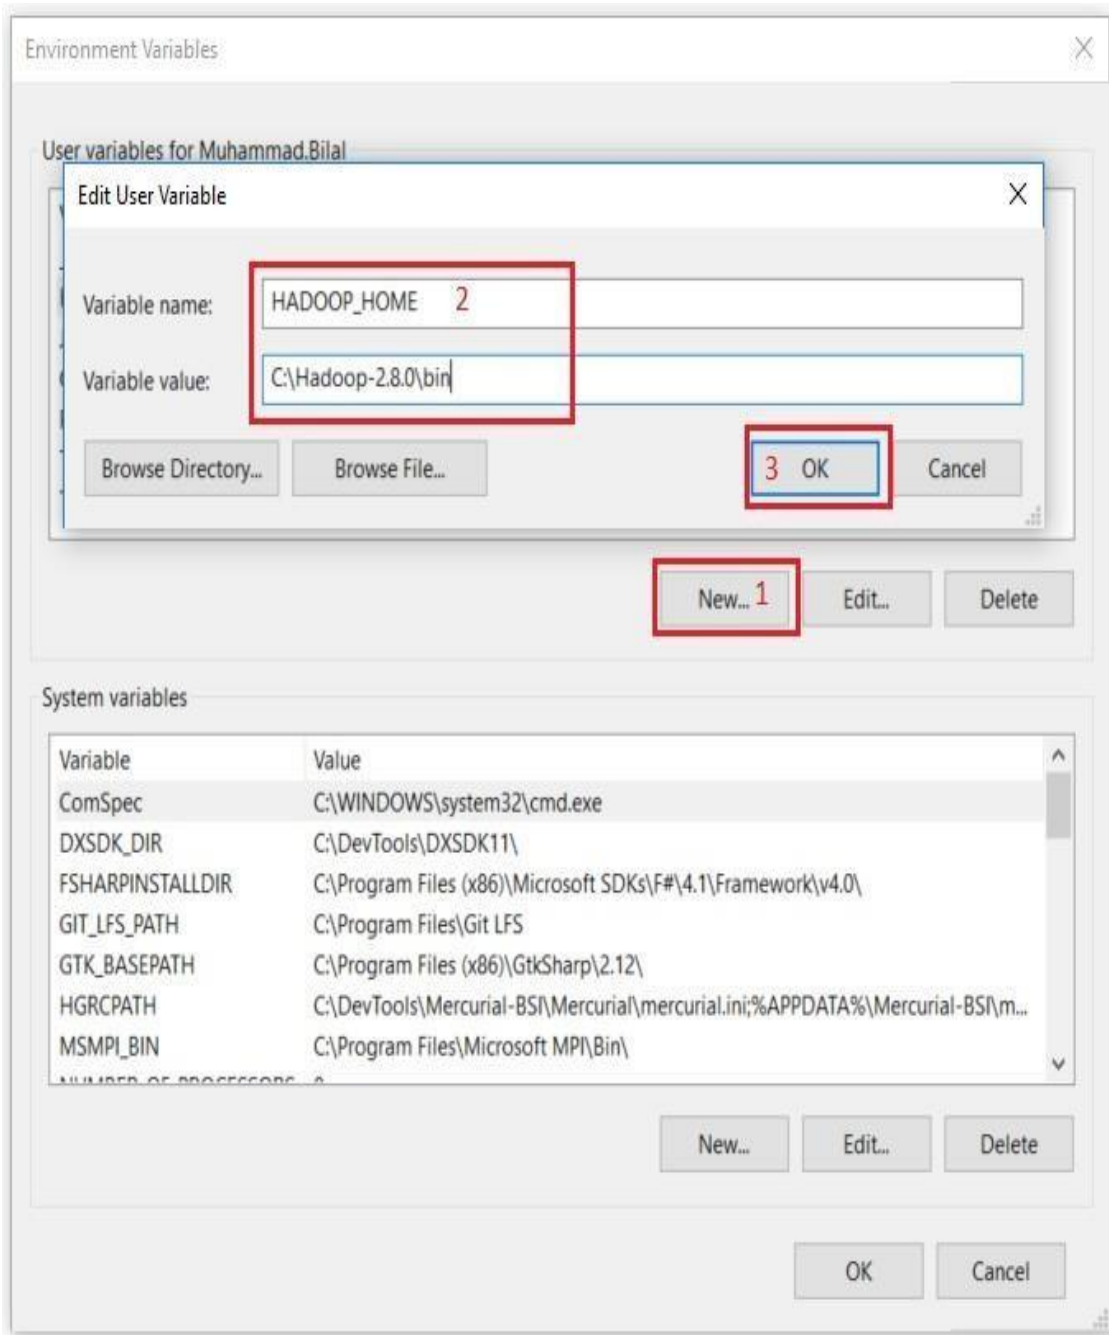 Environment Variables
User variables for Muhammad.Bilal
Edit User Variable
Variable name: HADOOP_HOME 2
Variable value: C:\Hadoop-2.8.0\bin
Browse Directory... Browse File... 3 OK Cancel
New... 1 Edit... Delete
System variables
Variable Value
ComSpec C:\WINDOWS\system32\cmd.exe
DXSDK_DIR C:\DevTools\DXSDK11\
FSHARPINSTALLDIR C:\Program Files (x86)\Microsoft SDKs\F#\4.1\Framework\v4.0\
GIT_LFS_PATH C:\Program Files\Git LFS
GTK_BASEPATH C:\Program Files (x86)\GtkSharp\2.12\
HGRCPATH C:\DevTools\Mercurial-BSI\Mercurial\mercurial.ini;%APPDATA%\Mercurial-BSI\m...
MSMPI_BIN C:\Program Files\Microsoft MPI\Bin\
NUMBER_OF_PROCESSORS
New... Edit... Delete
OK Cancel